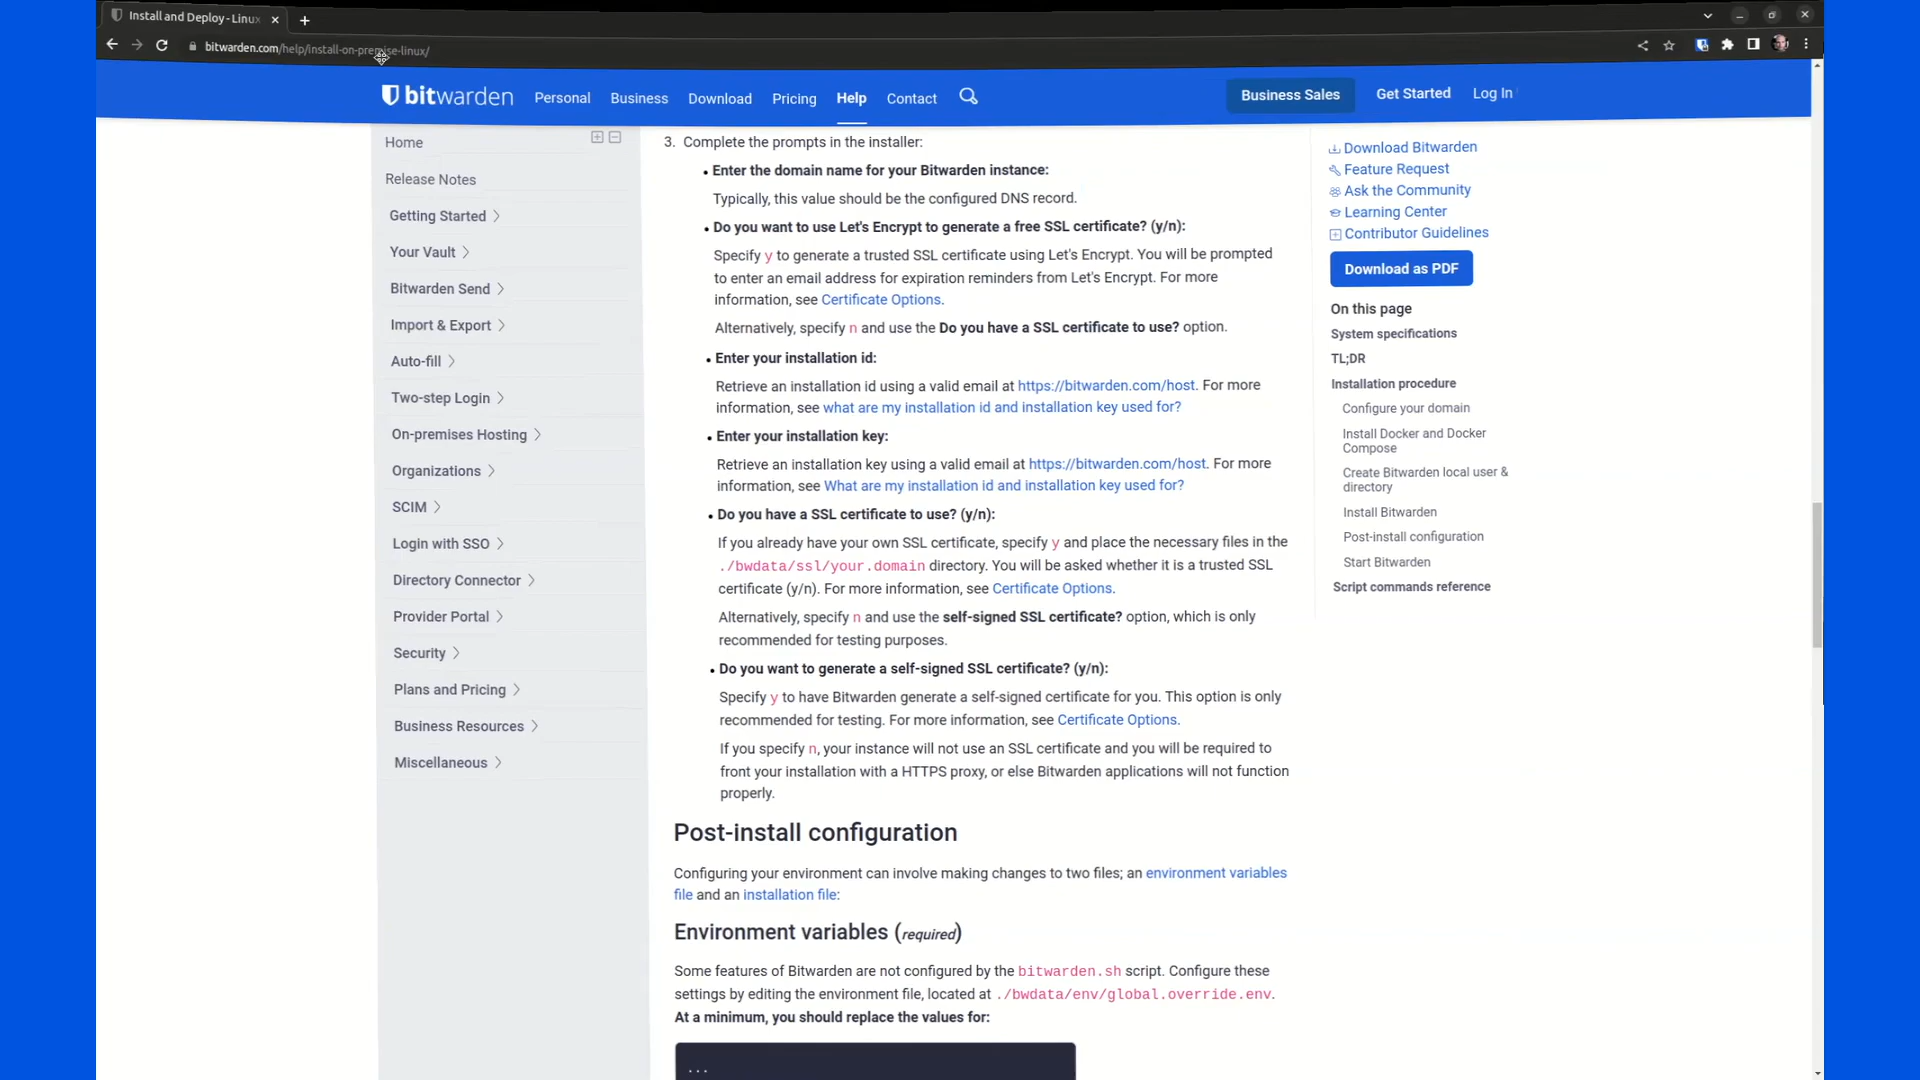 Install and Deploy - Linux
bitwarden.com/help/install-on-premise-linux/
bitwarden
Personal
Business
Download
Pricing
Help
Contact
Business Sales
Get Started
Log In
Home
Release Notes
Getting Started
Your Vault
Bitwarden Send
Import & Export
Auto-fill
Two-step Login
On-premises Hosting
Organizations
SCIM
Login with SSO
Directory Connector
Provider Portal
Security
Plans and Pricing
Business Resources
Miscellaneous
3. Complete the prompts in the installer:
• Enter the domain name for your Bitwarden instance:
Typically, this value should be the configured DNS record.
• Do you want to use Let's Encrypt to generate a free SSL certificate? (y/n):
Specify y to generate a trusted SSL certificate using Let's Encrypt. You will be prompted
to enter an email address for expiration reminders from Let's Encrypt. For more
information, see Certificate Options.
Alternatively, specify n and use the Do you have a SSL certificate to use? option.
• Enter your installation id:
Retrieve an installation id using a valid email at https://bitwarden.com/host. For more
information, see what are my installation id and installation key used for?
• Enter your installation key:
Retrieve an installation key using a valid email at https://bitwarden.com/host. For more
information, see What are my installation id and installation key used for?
• Do you have a SSL certificate to use? (y/n):
If you already have your own SSL certificate, specify y and place the necessary files in the
./bwdata/ssl/your.domain directory. You will be asked whether it is a trusted SSL
certificate (y/n). For more information, see Certificate Options.
Alternatively, specify n and use the self-signed SSL certificate? option, which is only
recommended for testing purposes.
• Do you want to generate a self-signed SSL certificate? (y/n):
Specify y to have Bitwarden generate a self-signed certificate for you. This option is only
recommended for testing. For more information, see Certificate Options.
If you specify n, your instance will not use an SSL certificate and you will be required to
front your installation with a HTTPS proxy, or else Bitwarden applications will not function
properly.
Post-install configuration
Configuring your environment can involve making changes to two files; an environment variables
file and an installation file:
Environment variables (required)
Some features of Bitwarden are not configured by the bitwarden.sh script. Configure these
settings by editing the environment file, located at ./bwdata/env/global.override.env.
At a minimum, you should replace the values for:
...
Download Bitwarden
Feature Request
Ask the Community
Learning Center
Contributor Guidelines
Download as PDF
On this page
System specifications
TL;DR
Installation procedure
Configure your domain
Install Docker and Docker
Compose
Create Bitwarden local user &
directory
Install Bitwarden
Post-install configuration
Start Bitwarden
Script commands reference